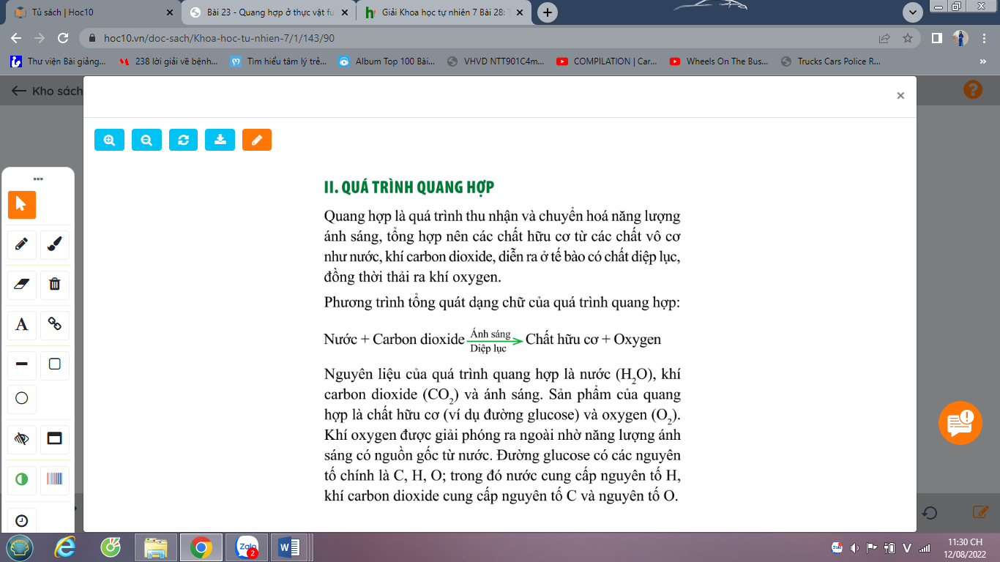 Tủ sách | Hoc10
Bài 23 - Quang hợp ở thực vật fu
Giải Khoa học tự nhiên 7 Bài 28: T
hoc10.vn/doc-sach/Khoa-hoc-tu-nhien-7/1/143/90
Thư viện Bài giảng...
238 lời giải về bệnh...
Tìm hiểu tâm lý trẻ...
Album Top 100 Bài...
VHVD NTT901C4m...
COMPILATION | Car...
Wheels On The Bus...
Trucks Cars Police R...
Kho sách
II. QUÁ TRÌNH QUANG HỢP
Quang hợp là quá trình thu nhận và chuyển hoá năng lượng
ánh sáng, tổng hợp nên các chất hữu cơ từ các chất vô cơ
như nước, khí carbon dioxide, diễn ra ở tế bào có chất diệp lục,
đồng thời thải ra khí oxygen.
Phương trình tổng quát dạng chữ của quá trình quang hợp:
Nước + Carbon dioxide Ánh sáng Diệp lục Chất hữu cơ + Oxygen
Nguyên liệu của quá trình quang hợp là nước (H₂O), khí
carbon dioxide (CO₂) và ánh sáng. Sản phẩm của quang
hợp là chất hữu cơ (ví dụ đường glucose) và oxygen (O₂).
Khí oxygen được giải phóng ra ngoài nhờ năng lượng ánh
sáng có nguồn gốc từ nước. Đường glucose có các nguyên
tố chính là C, H, O; trong đó nước cung cấp nguyên tố H,
khí carbon dioxide cung cấp nguyên tố C và nguyên tố O.
A
Zalo
2
W
V
11:30 CH
12/08/2022